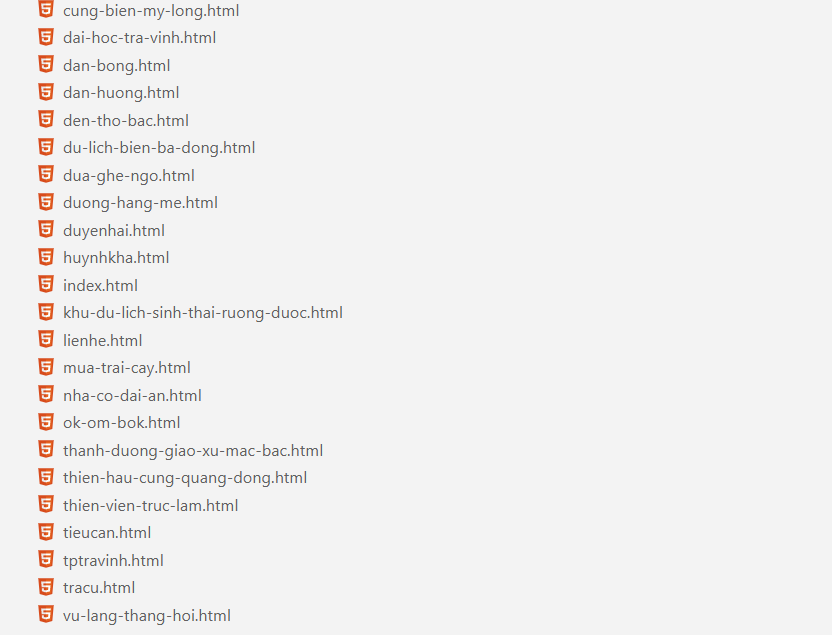 cung-bien-my-long.html
dai-hoc-tra-vinh.html
dan-bong.html
dan-huong.html
den-tho-bac.html
du-lich-bien-ba-dong.html
dua-ghe-ngo.html
duong-hang-me.html
duyenhai.html
huynhkha.html
index.html
khu-du-lich-sinh-thai-ruong-duoc.html
lienhe.html
mua-trai-cay.html
nha-co-dai-an.html
ok-om-bok.html
thanh-duong-giao-xu-mac-bac.html
thien-hau-cung-quang-dong.html
thien-vien-truc-lam.html
tieucan.html
tptravinh.html
tracu.html
vu-lang-thang-hoi.html